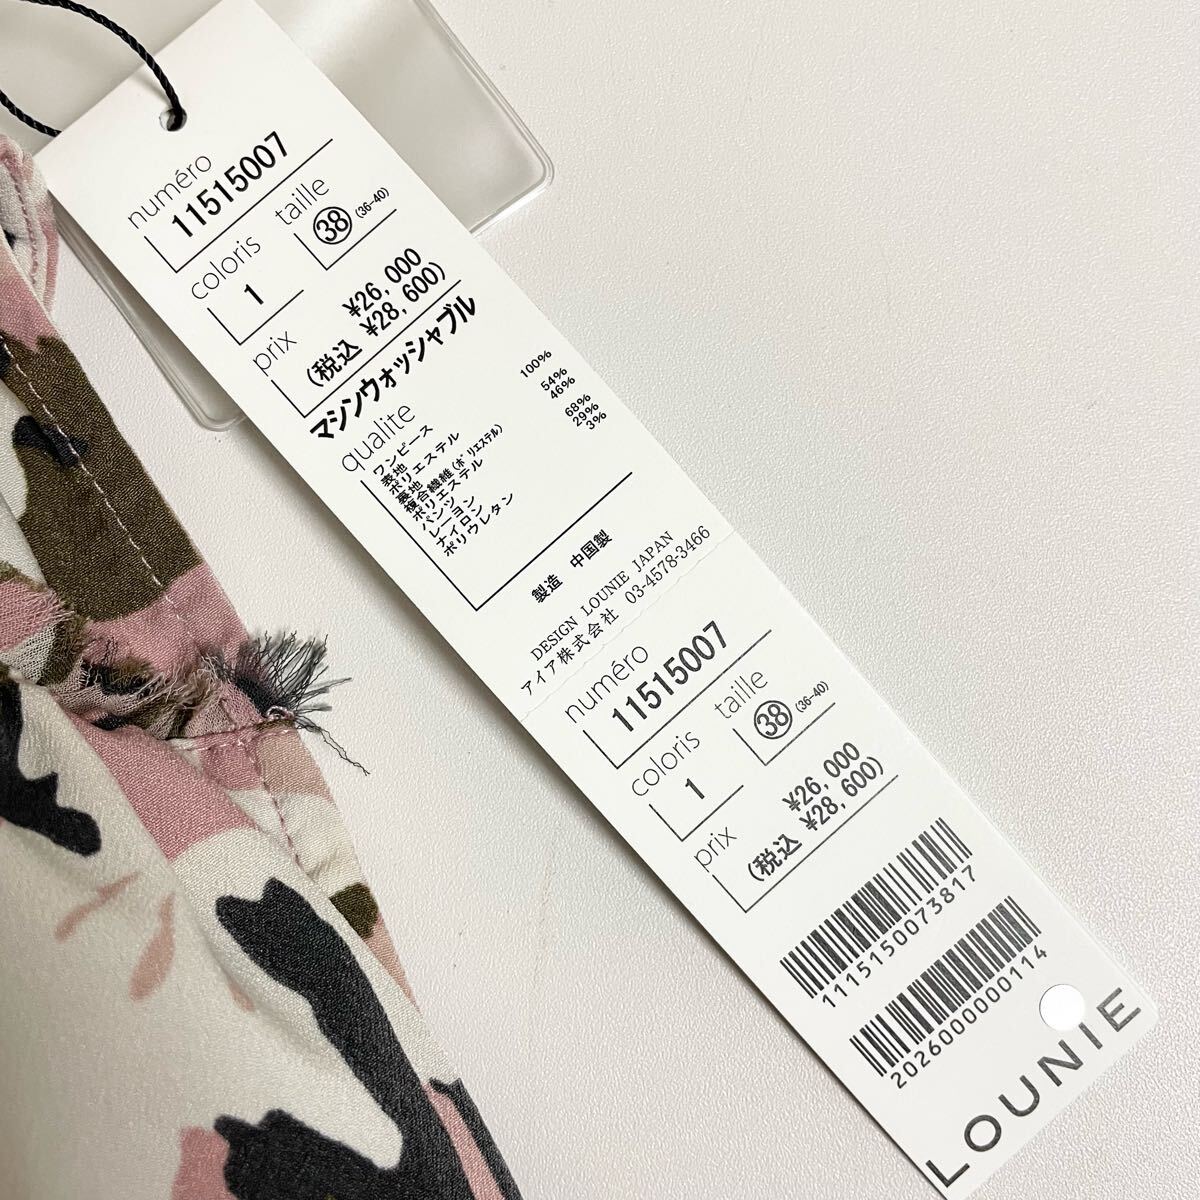 numéro
11515007
coloris
1
taille
38 (36-40)
prix
¥26,000
(税込 ¥28,600)
マシンウォッシャブル
qualite
ワンピース
表地
ポリエステル 100%
裏地
複合繊維(ポリエステル) 54%
ポリエステル 46%
パンツ
レーヨン 68%
ナイロン 29%
ポリウレタン 3%
製造 中国製
DESIGN LOUNIE JAPAN
アイア株式会社 03-4578-3466
numéro
11515007
coloris
1
taille
38 (36-40)
prix
¥26,000
(税込 ¥28,600)
1115150073817
2026000000114
LOUNIE